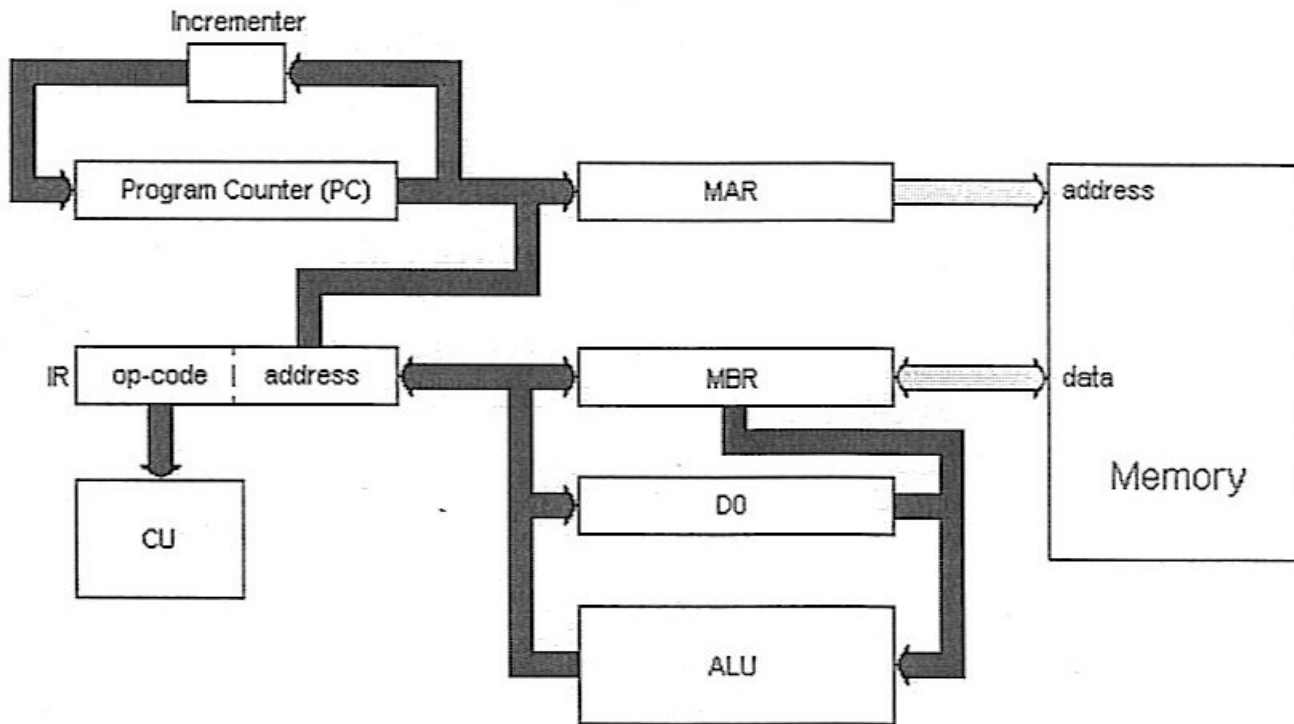 Incrementer
Program Counter (PC)
MAR
address
IR
op-code
address
MBR
data
Memory
D0
CU
ALU